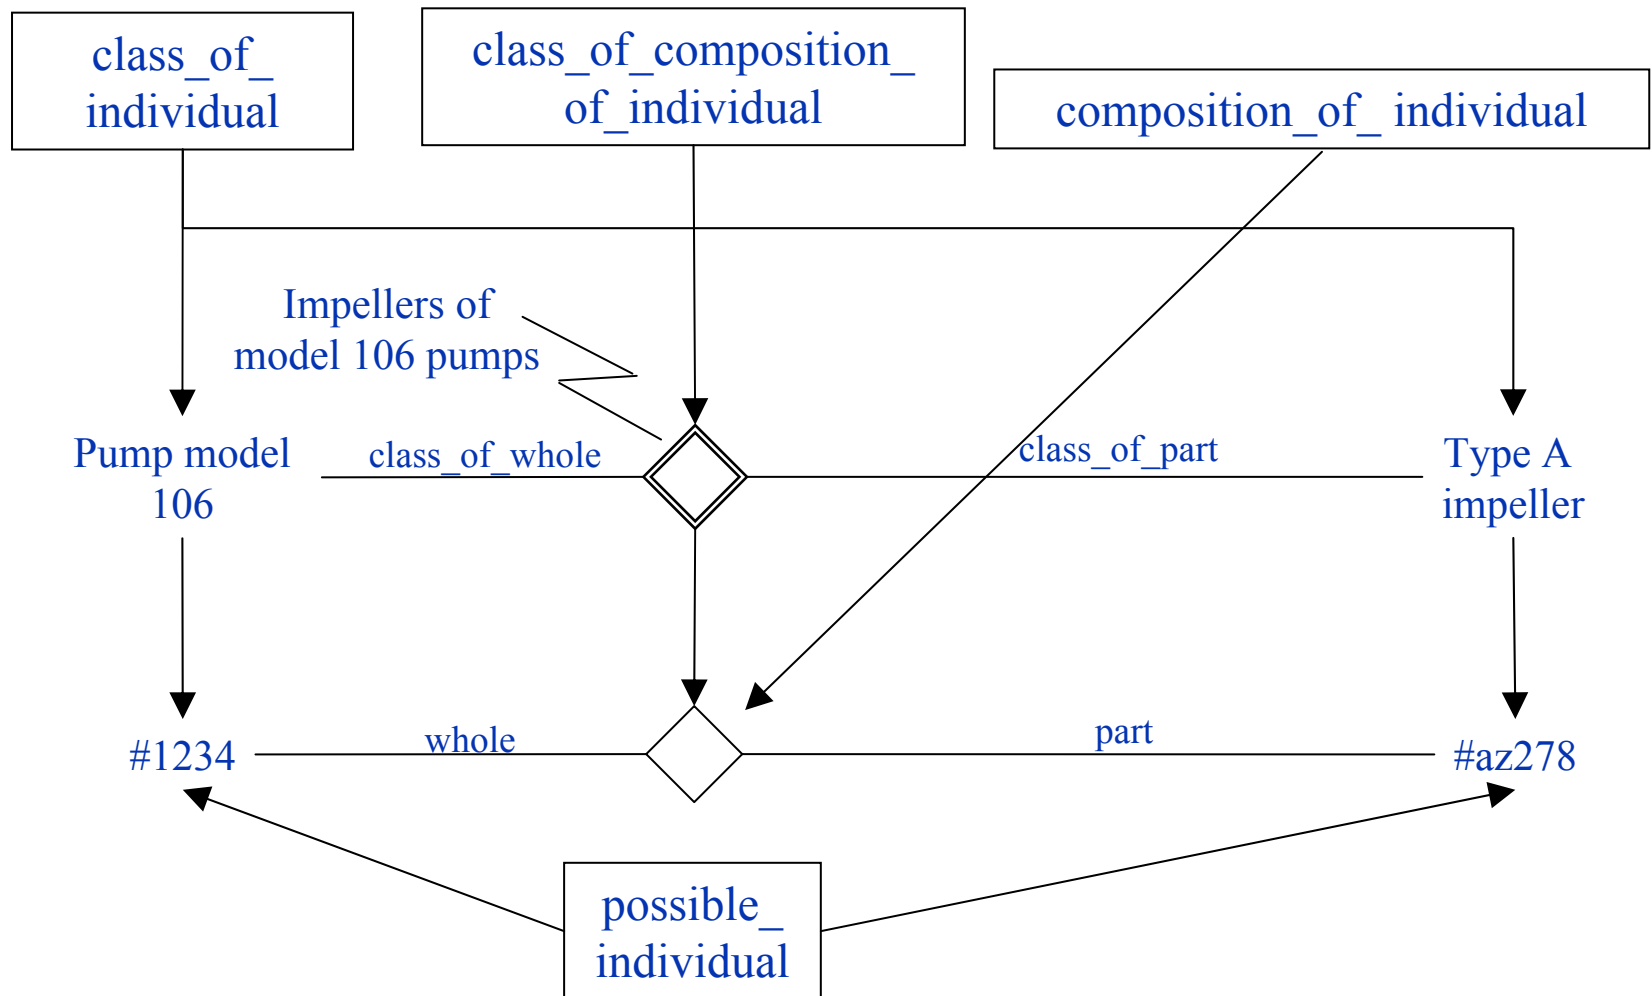 class_of_
individual
class_of_composition_
of_individual
composition_of_ individual
Impellers of
model 106 pumps
Pump model
106
class_of_whole
class_of_part
Type A
impeller
#1234
whole
part
#az278
possible_
individual